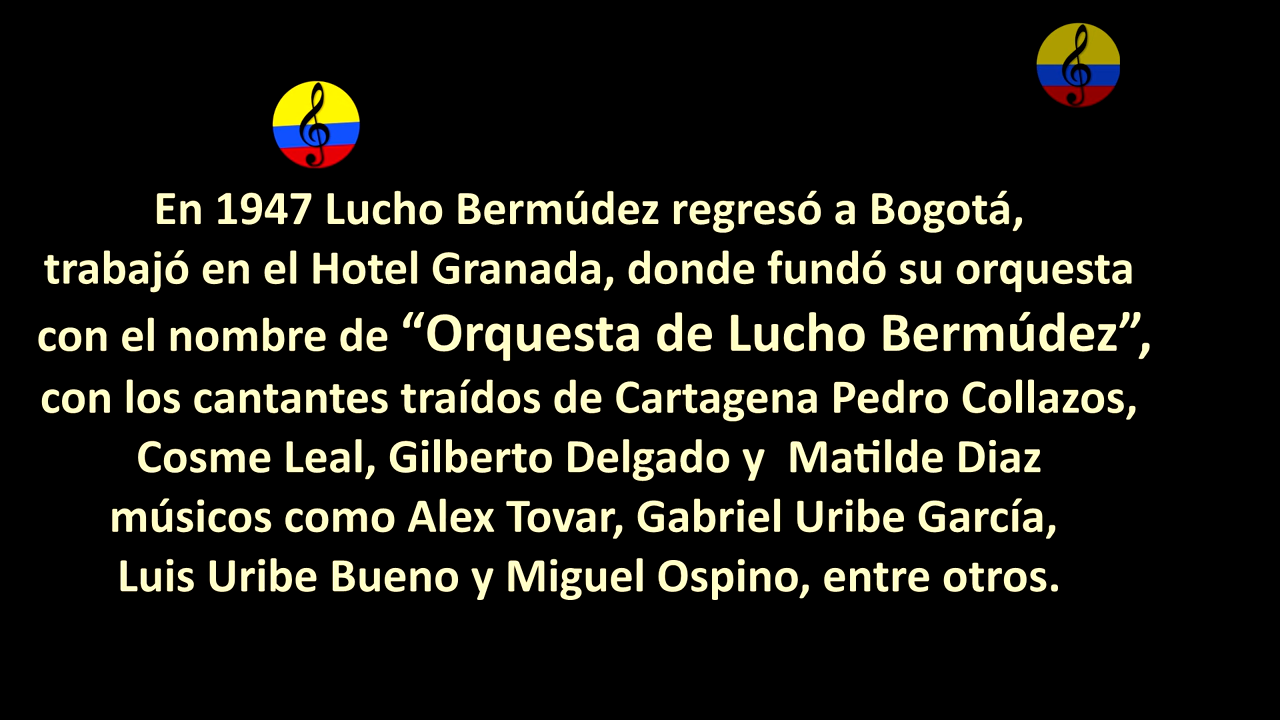 En 1947 Lucho Bermúdez regresó a Bogotá,
trabajó en el Hotel Granada, donde fundó su orquesta
con el nombre de “Orquesta de Lucho Bermúdez”,
con los cantantes traídos de Cartagena Pedro Collazos,
Cosme Leal, Gilberto Delgado y  Matilde Diaz
músicos como Alex Tovar, Gabriel Uribe García,
Luis Uribe Bueno y Miguel Ospino, entre otros.